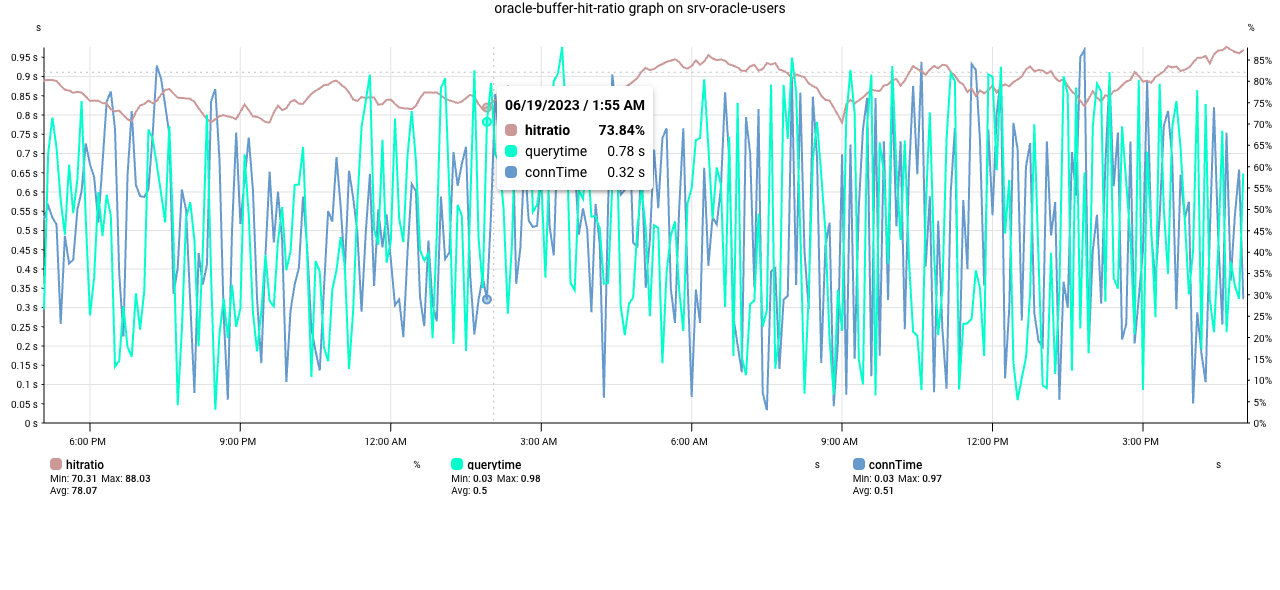 oracle-buffer-hit-ratio graph on srv-oracle-users
s
%
0.95 s
0.9 s
0.85 s
0.8 s
0.75 s
0.7 s
0.65 s
0.6 s
0.55 s
0.5 s
0.45 s
0.4 s
0.35 s
0.3 s
0.25 s
0.2 s
0.15 s
0.1 s
0.05 s
0 s
06/19/2023 / 1:55 AM
hitratio 73.84%
querytime 0.78 s
connTime 0.32 s
85%
80%
75%
70%
65%
60%
55%
50%
45%
40%
35%
30%
25%
20%
15%
10%
5%
0%
6:00 PM 9:00 PM 12:00 AM 3:00 AM 6:00 AM 9:00 AM 12:00 PM 3:00 PM
hitratio %
Min: 70.31 Max: 88.03
Avg: 78.07
querytime s
Min: 0.03 Max: 0.98
Avg: 0.5
connTime s
Min: 0.03 Max: 0.97
Avg: 0.51